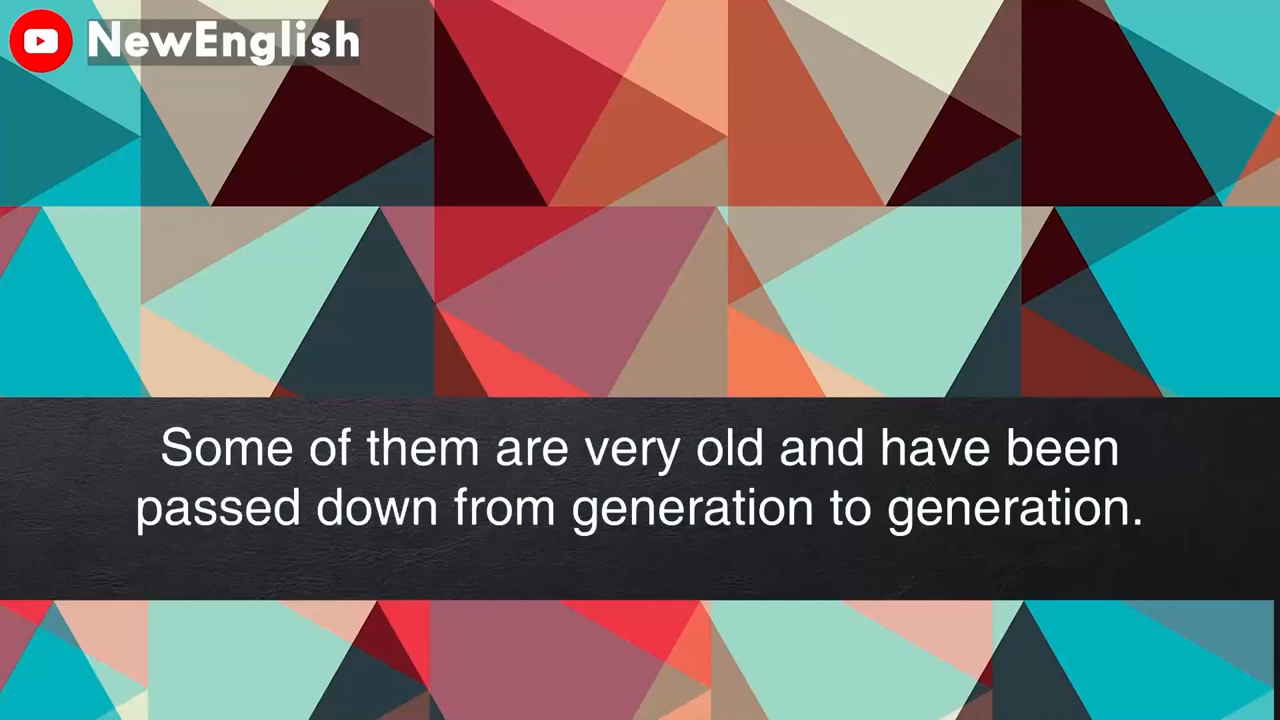 NewEnglish
Some of them are very old and have been
passed down from generation to generation.